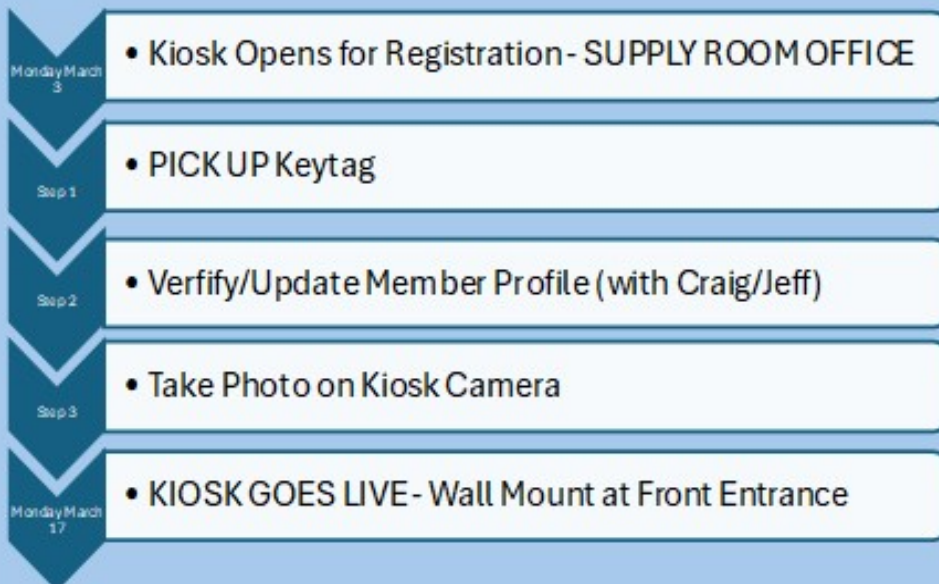 Monday March
3
• Kiosk Opens for Registration - SUPPLY ROOM OFFICE
Step 1
• PICK UP Keytag
Step 2
• Verfify/Update Member Profile (with Craig/Jeff)
Step 3
• Take Photo on Kiosk Camera
Monday March
17
• KIOSK GOES LIVE - Wall Mount at Front Entrance